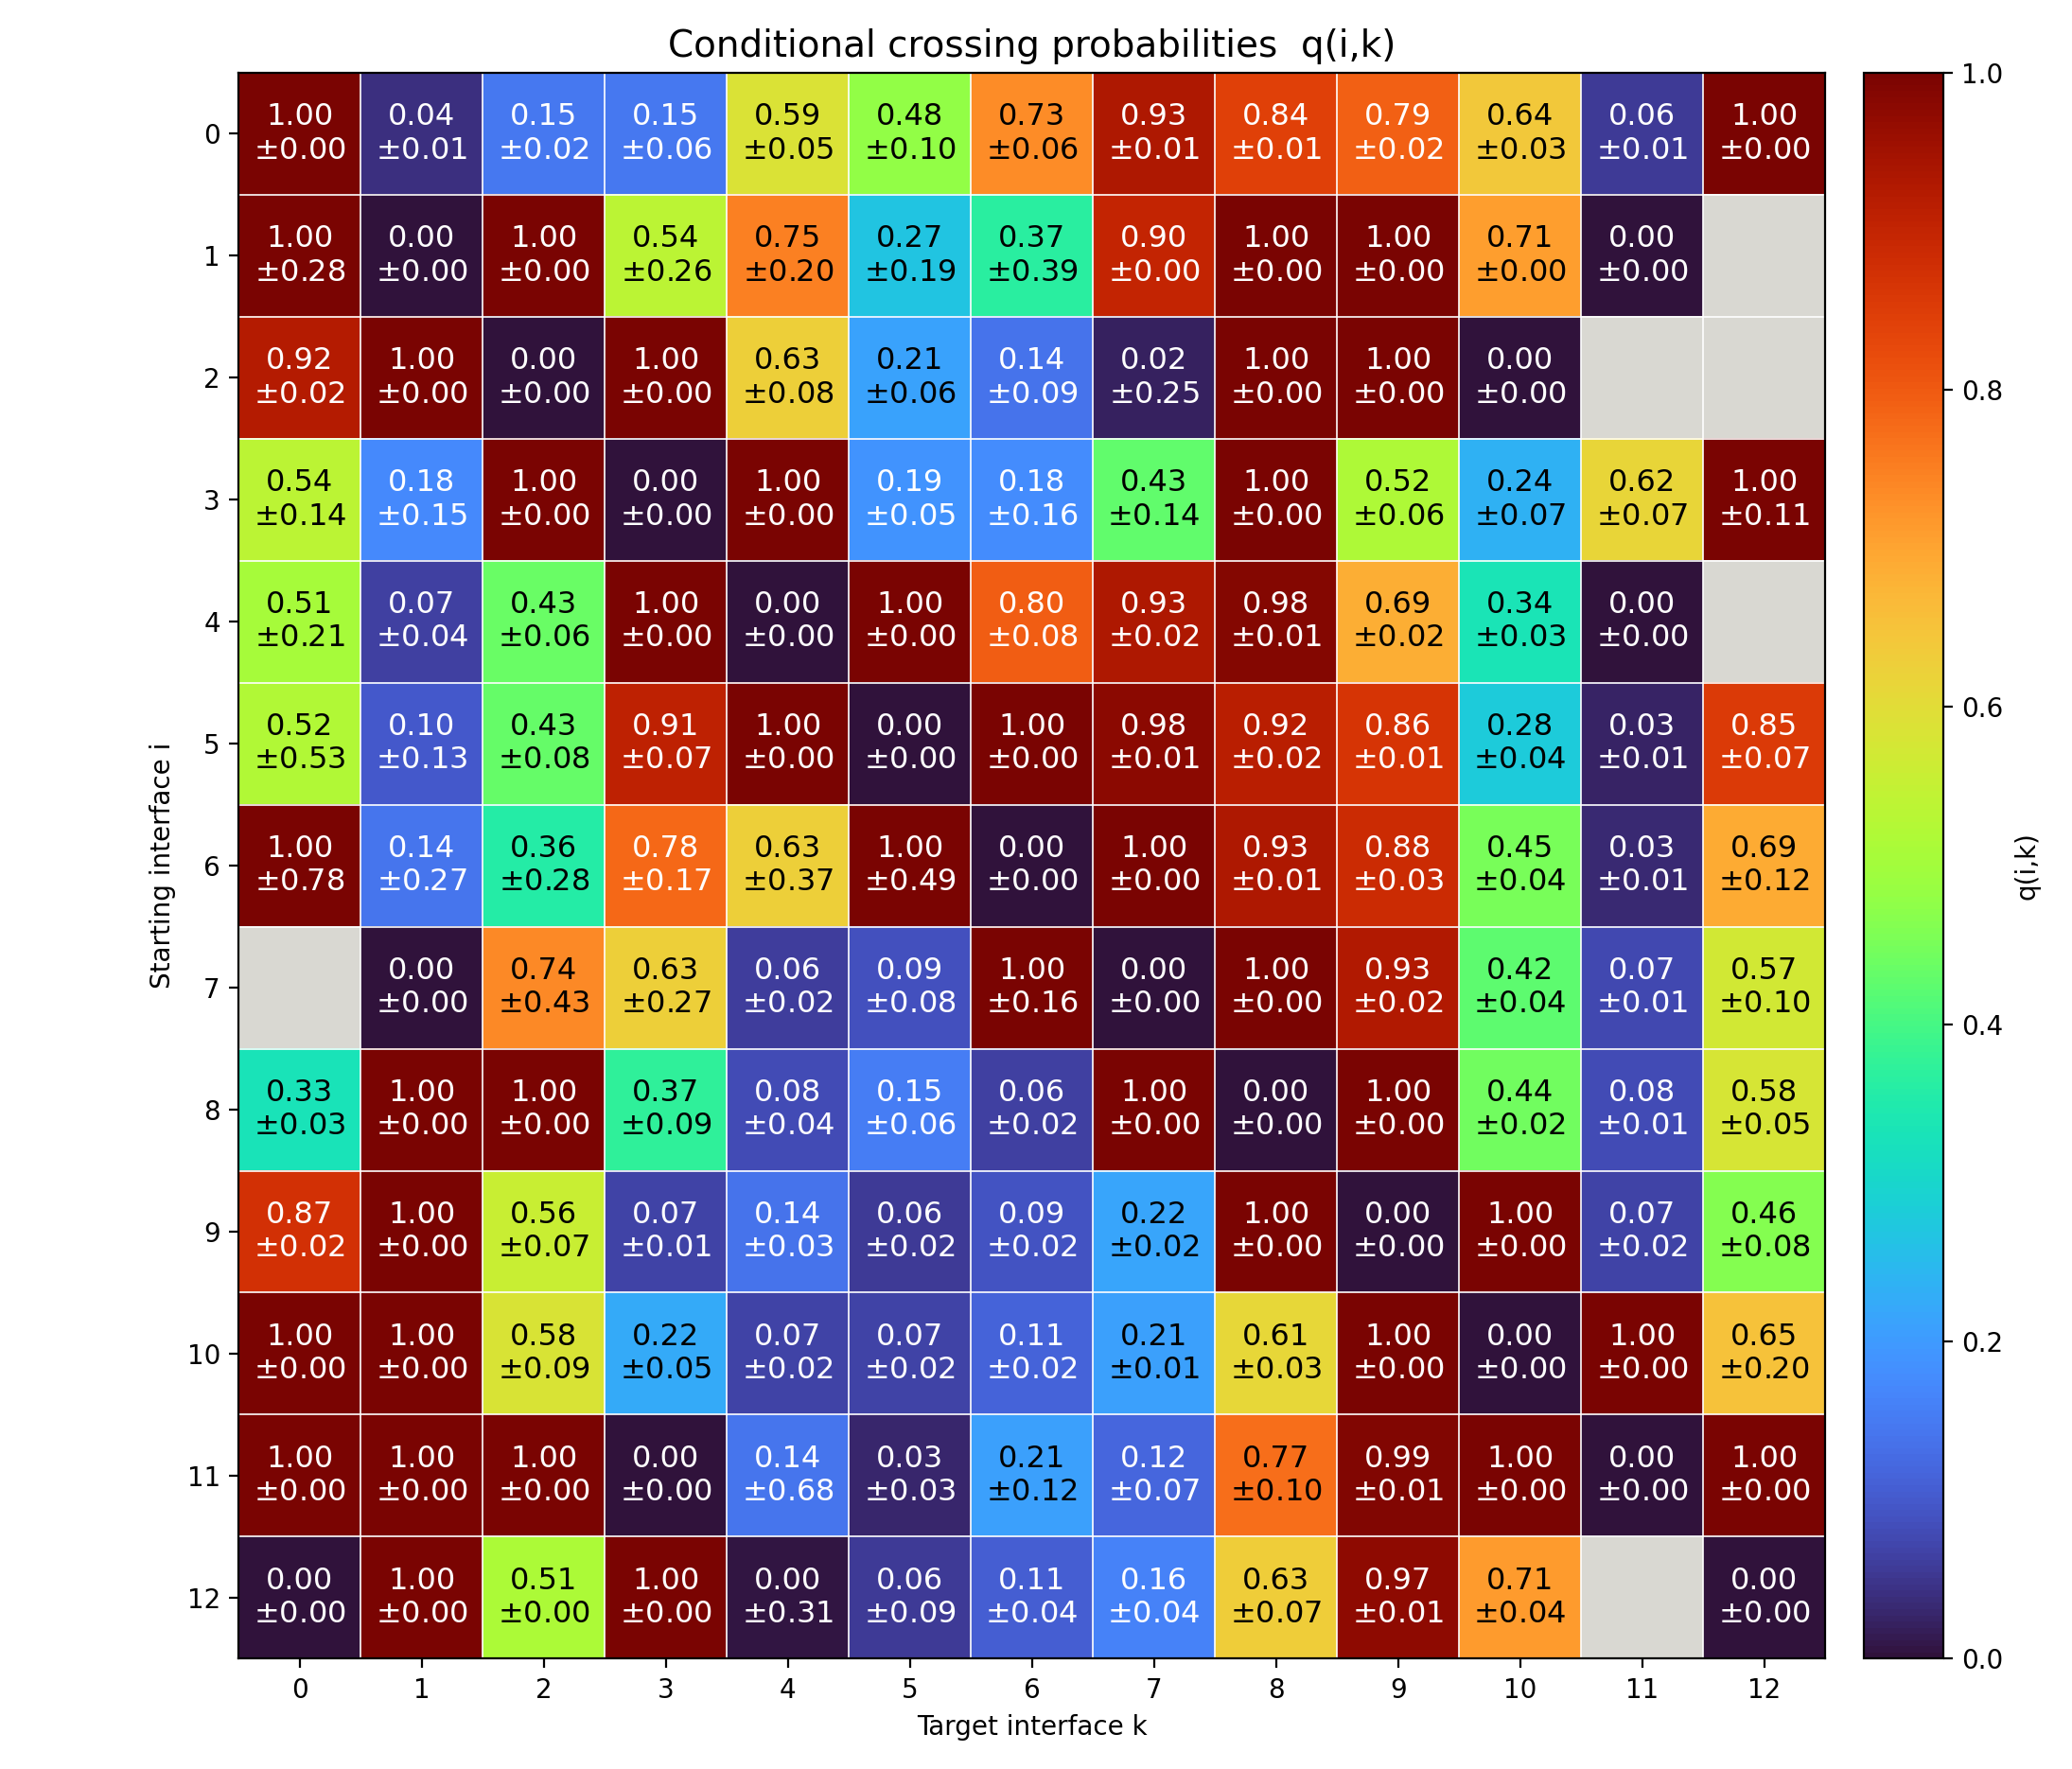 Conditional crossing probabilities  q(i,k)
1.00 0.04 0.15 0.15 0.59 0.48 0.73 0.93 0.84 0.79 0.64 0.06 1.00
0 ±0.00 ±0.01 ±0.02 ±0.06 ±0.05 ±0.10 ±0.06 ±0.01 ±0.01 ±0.02 ±0.03 ±0.01 ±0.00
1.00 0.00 1.00 0.54 0.75 0.27 0.37 0.90 1.00 1.00 0.71 0.00
1 ±0.28 ±0.00 ±0.00 ±0.26 ±0.20 ±0.19 ±0.39 ±0.00 ±0.00 ±0.00 ±0.00 ±0.00
0.92 1.00 0.00 1.00 0.63 0.21 0.14 0.02 1.00 1.00 0.00
2 ±0.02 ±0.00 ±0.00 ±0.00 ±0.08 ±0.06 ±0.09 ±0.25 ±0.00 ±0.00 ±0.00
0.54 0.18 1.00 0.00 1.00 0.19 0.18 0.43 1.00 0.52 0.24 0.62 1.00
3 ±0.14 ±0.15 ±0.00 ±0.00 ±0.00 ±0.05 ±0.16 ±0.14 ±0.00 ±0.06 ±0.07 ±0.07 ±0.11
0.51 0.07 0.43 1.00 0.00 1.00 0.80 0.93 0.98 0.69 0.34 0.00
4 ±0.21 ±0.04 ±0.06 ±0.00 ±0.00 ±0.00 ±0.08 ±0.02 ±0.01 ±0.02 ±0.03 ±0.00
0.52 0.10 0.43 0.91 1.00 0.00 1.00 0.98 0.92 0.86 0.28 0.03 0.85
5 ±0.53 ±0.13 ±0.08 ±0.07 ±0.00 ±0.00 ±0.00 ±0.01 ±0.02 ±0.01 ±0.04 ±0.01 ±0.07
1.00 0.14 0.36 0.78 0.63 1.00 0.00 1.00 0.93 0.88 0.45 0.03 0.69
6 ±0.78 ±0.27 ±0.28 ±0.17 ±0.37 ±0.49 ±0.00 ±0.00 ±0.01 ±0.03 ±0.04 ±0.01 ±0.12
0.00 0.74 0.63 0.06 0.09 1.00 0.00 1.00 0.93 0.42 0.07 0.57
7 ±0.00 ±0.43 ±0.27 ±0.02 ±0.08 ±0.16 ±0.00 ±0.00 ±0.02 ±0.04 ±0.01 ±0.10
0.33 1.00 1.00 0.37 0.08 0.15 0.06 1.00 0.00 1.00 0.44 0.08 0.58
8 ±0.03 ±0.00 ±0.00 ±0.09 ±0.04 ±0.06 ±0.02 ±0.00 ±0.00 ±0.00 ±0.02 ±0.01 ±0.05
0.87 1.00 0.56 0.07 0.14 0.06 0.09 0.22 1.00 0.00 1.00 0.07 0.46
9 ±0.02 ±0.00 ±0.07 ±0.01 ±0.03 ±0.02 ±0.02 ±0.02 ±0.00 ±0.00 ±0.00 ±0.02 ±0.08
1.00 1.00 0.58 0.22 0.07 0.07 0.11 0.21 0.61 1.00 0.00 1.00 0.65
10 ±0.00 ±0.00 ±0.09 ±0.05 ±0.02 ±0.02 ±0.02 ±0.01 ±0.03 ±0.00 ±0.00 ±0.00 ±0.20
1.00 1.00 1.00 0.00 0.14 0.03 0.21 0.12 0.77 0.99 1.00 0.00 1.00
11 ±0.00 ±0.00 ±0.00 ±0.00 ±0.68 ±0.03 ±0.12 ±0.07 ±0.10 ±0.01 ±0.00 ±0.00 ±0.00
0.00 1.00 0.51 1.00 0.00 0.06 0.11 0.16 0.63 0.97 0.71 0.00
12 ±0.00 ±0.00 ±0.00 ±0.00 ±0.31 ±0.09 ±0.04 ±0.04 ±0.07 ±0.01 ±0.04 ±0.00
0 1 2 3 4 5 6 7 8 9 10 11 12
Target interface k
Starting interface i
1.0
0.8
0.6
0.4
0.2
0.0
q(i,k)